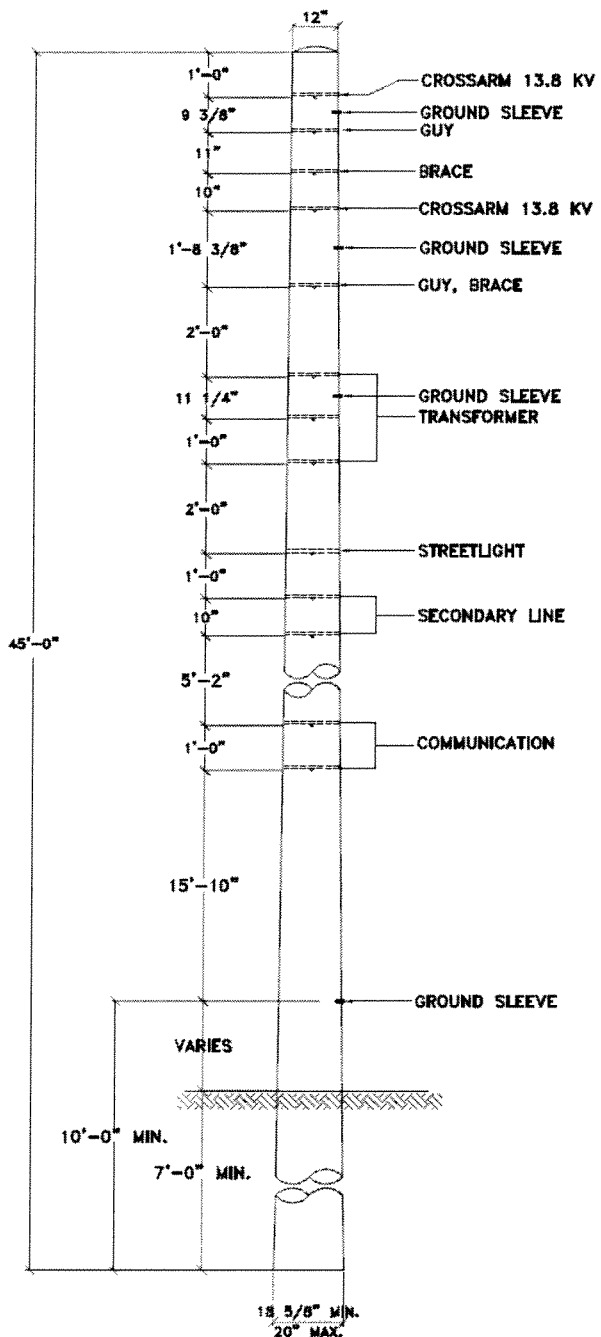 12"
1'-0"
CROSSARM 13.8 KV
9 3/8"
GROUND SLEEVE
GUY
11"
BRACE
10"
CROSSARM 13.8 KV
1'-8 3/8"
GROUND SLEEVE
GUY, BRACE
2'-0"
11 1/4"
GROUND SLEEVE
TRANSFORMER
1'-0"
2'-0"
STREETLIGHT
1'-0"
10"
SECONDARY LINE
45'-0"
5'-2"
COMMUNICATION
1'-0"
15'-10"
GROUND SLEEVE
VARIES
10'-0" MIN.
7'-0" MIN.
18 5/8" MIN.
20" MAX.